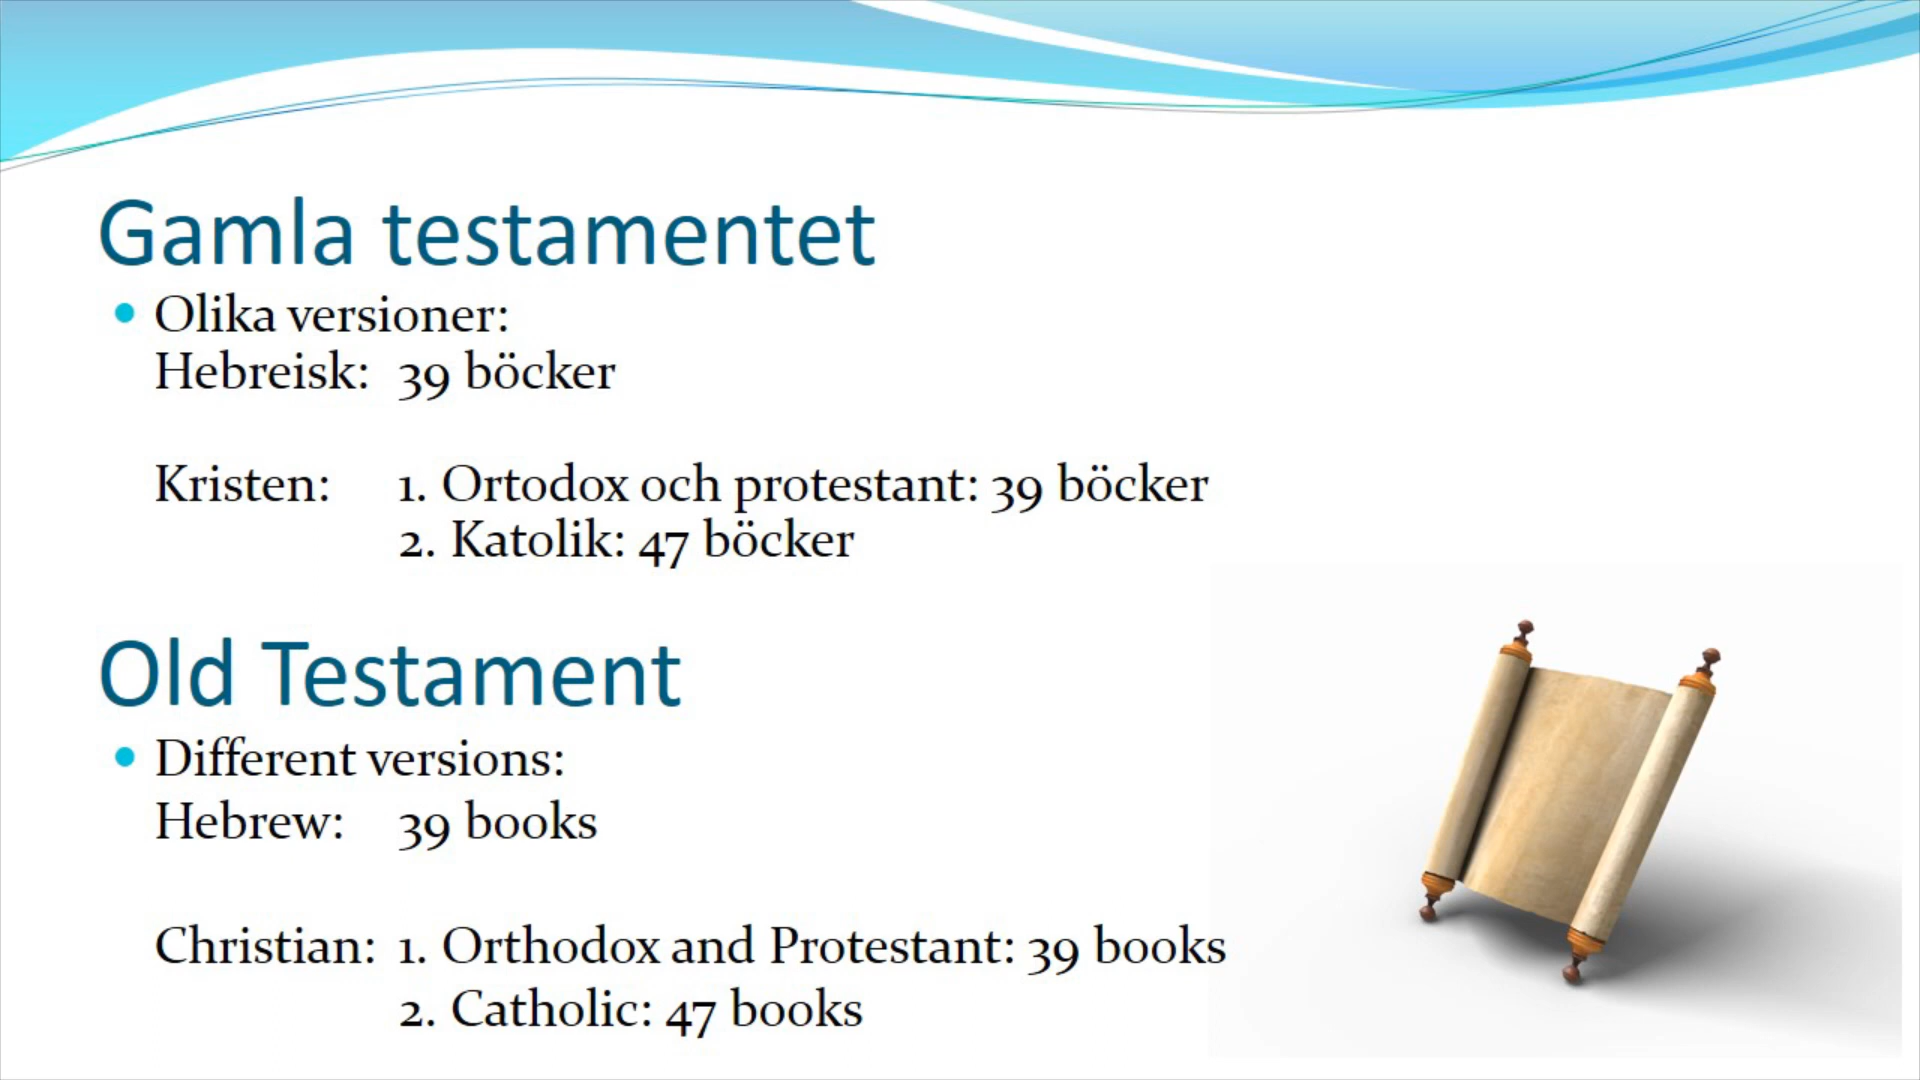 Gamla testamentet
• Olika versioner:
Hebreisk: 39 böcker
Kristen: 1. Ortodox och protestant: 39 böcker
2. Katolik: 47 böcker
Old Testament
• Different versions:
Hebrew: 39 books
Christian: 1. Orthodox and Protestant: 39 books
2. Catholic: 47 books